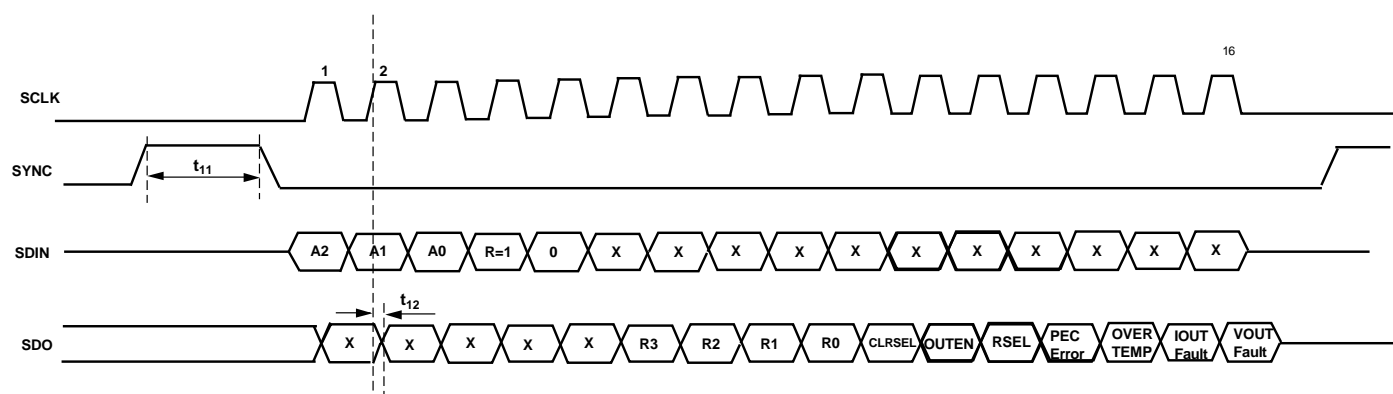 16
1 2
SCLK
SYNC
t11
SDIN A2 A1 A0 R=1 0 X X X X X X X X X X X
t12
SDO X X X X X R3 R2 R1 R0 CLRSEL OUTEN RSEL PEC Error OVER TEMP IOUT Fault VOUT Fault